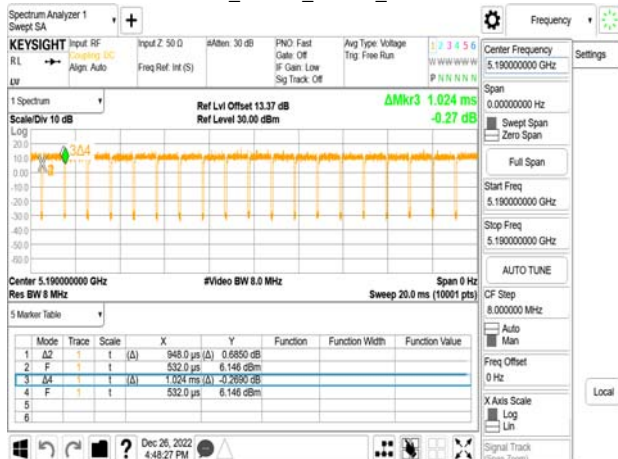 Spectrum Analyzer 1
Swept SA
Frequency
KEYSIGHT Input: RF
RL
Coupling: DC
Align: Auto
LV
Input Z: 50 Ω
Freq Ref: Int (S)
#Atten: 30 dB
PNO: Fast
Gate: Off
IF Gain: Low
Sig Track: Off
Avg Type: Voltage
Trig: Free Run
1 2 3 4 5 6
W W W W W W
P N N N N N
Center Frequency
5.190000000 GHz
Settings
Span
0.00000000 Hz
Swept Span
Zero Span
Full Span
Start Freq
5.190000000 GHz
Stop Freq
5.190000000 GHz
AUTO TUNE
CF Step
8.000000 MHz
Auto
Man
Freq Offset
0 Hz
X Axis Scale
Log
Lin
Local
Signal Track
1 Spectrum
Scale/Div 10 dB
Log
Ref Lvl Offset 13.37 dB
Ref Level 30.00 dBm
ΔMkr3 1.024 ms
-0.27 dB
20.0
10.0
0.00
-10.0
-20.0
-30.0
-40.0
-50.0
-60.0
3Δ4
Center 5.190000000 GHz
Res BW 8 MHz
#Video BW 8.0 MHz
Span 0 Hz
Sweep 20.0 ms (10001 pts)
5 Marker Table
Mode Trace Scale X Y Function Function Width Function Value
1 Δ2 1 t (Δ) 948.0 µs (Δ) 0.6850 dB
2 F 1 t 532.0 µs 6.146 dBm
3 Δ4 1 t (Δ) 1.024 ms (Δ) -0.2690 dB
4 F 1 t 532.0 µs 6.146 dBm
5
6
?
Dec 26, 2022
4:48:27 PM